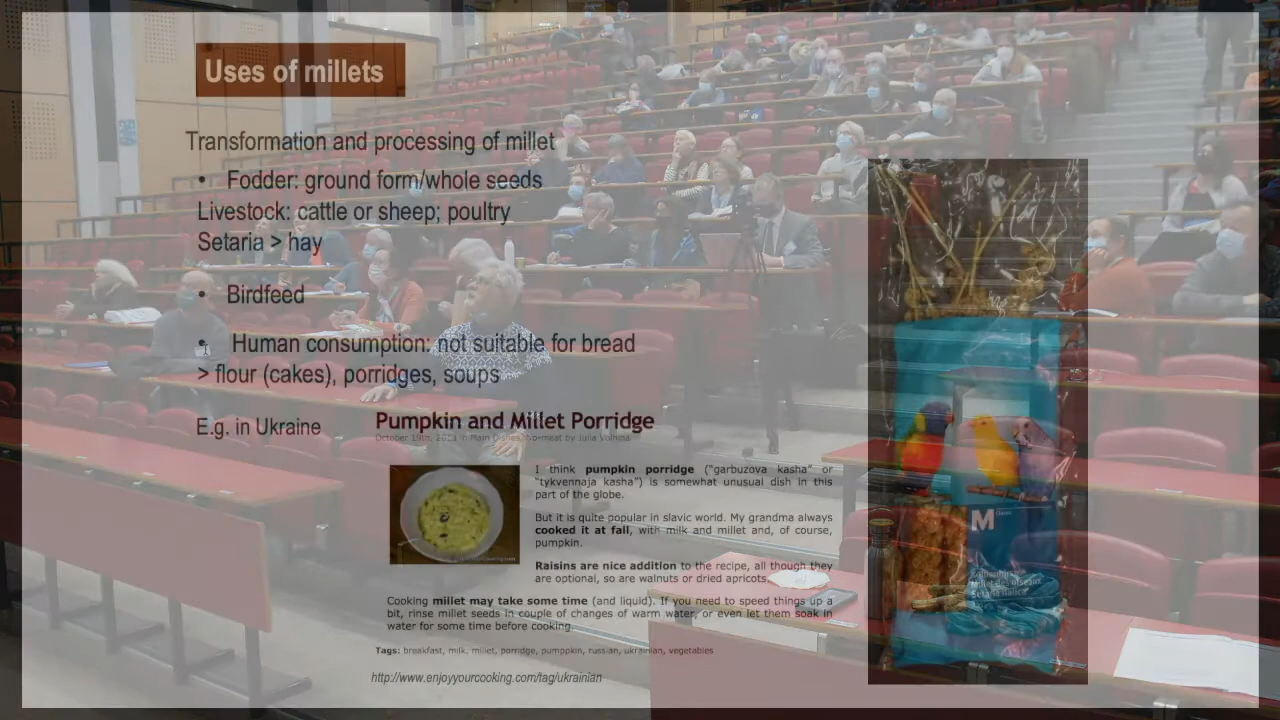 Uses of millets
Transformation and processing of millet
• Fodder: ground form/whole seeds
Livestock: cattle or sheep; poultry
Setaria > hay
• Birdfeed
• Human consumption: not suitable for bread
> flour (cakes), porridges, soups
E.g. in Ukraine
Pumpkin and Millet Porridge
October 19th, in Main Dishes, No-meat by Julia Volhina
I think pumpkin porridge ("garbuzova kasha" or
"tykvennaja kasha") is somewhat unusual dish in this
part of the globe.
But it is quite popular in slavic world. My grandma always
cooked it at fall, with milk and millet and, of course,
pumpkin.
Raisins are nice addition to the recipe, all though they
are optional, so are walnuts or dried apricots.
Cooking millet may take some time (and liquid). If you need to speed things up a
bit, rinse millet seeds in couple of changes of warm water, or even let them soak in
water for some time before cooking.
Tags: breakfast, milk, millet, porridge, pumppkin, russian, ukrainian, vegetables
http://www.enjoyyourcooking.com/tag/ukrainian
M
Millet des oiseaux
Setaria italica